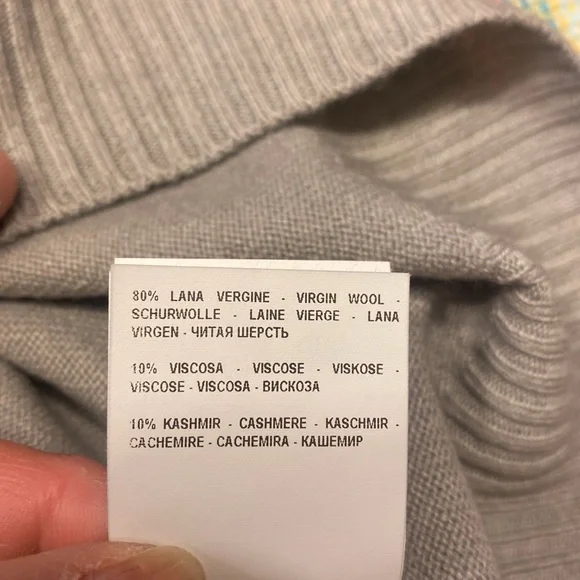 80% LANA VERGINE - VIRGIN WOOL -
SCHURWOLLE - LAINE VIERGE - LANA
VIRGEN - ЧИТАЯ ШЕРСТЬ
10% VISCOSA - VISCOSE - VISKOSE -
VISCOSE - VISCOSA - ВИСКОЗА
10% KASHMIR - CASHMERE - KASCHMIR -
CACHEMIRE - CACHEMIRA - КАШЕМИР